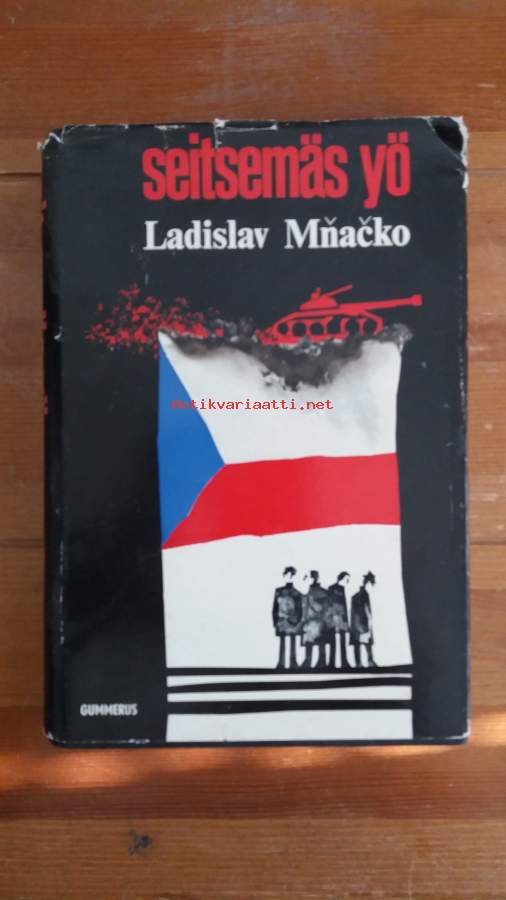 seitsemäs yö
Ladislav Mňačko
Antikvariaatti.net
GUMMERUS